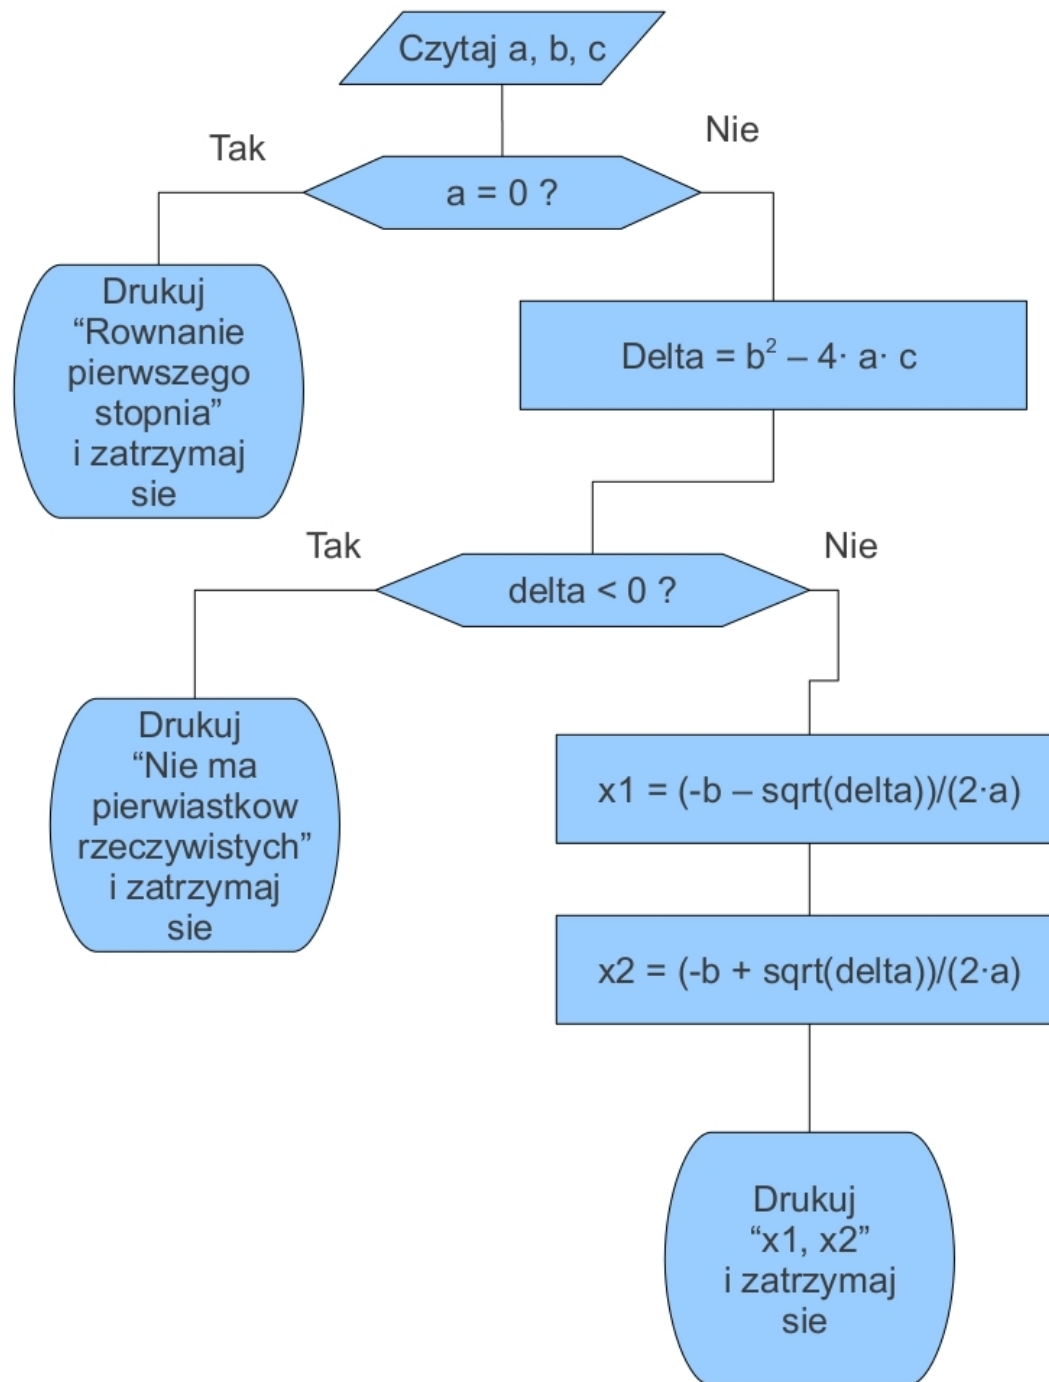 Czytaj a, b, c
Tak
Nie
a = 0 ?
Drukuj
“Rownanie
pierwszego
stopnia”
i zatrzymaj
sie
Delta = b² – 4· a· c
Tak
Nie
delta < 0 ?
Drukuj
“Nie ma
pierwiastkow
rzeczywistych”
i zatrzymaj
sie
x1 = (-b – sqrt(delta))/(2·a)
x2 = (-b + sqrt(delta))/(2·a)
Drukuj
“x1, x2”
i zatrzymaj
sie